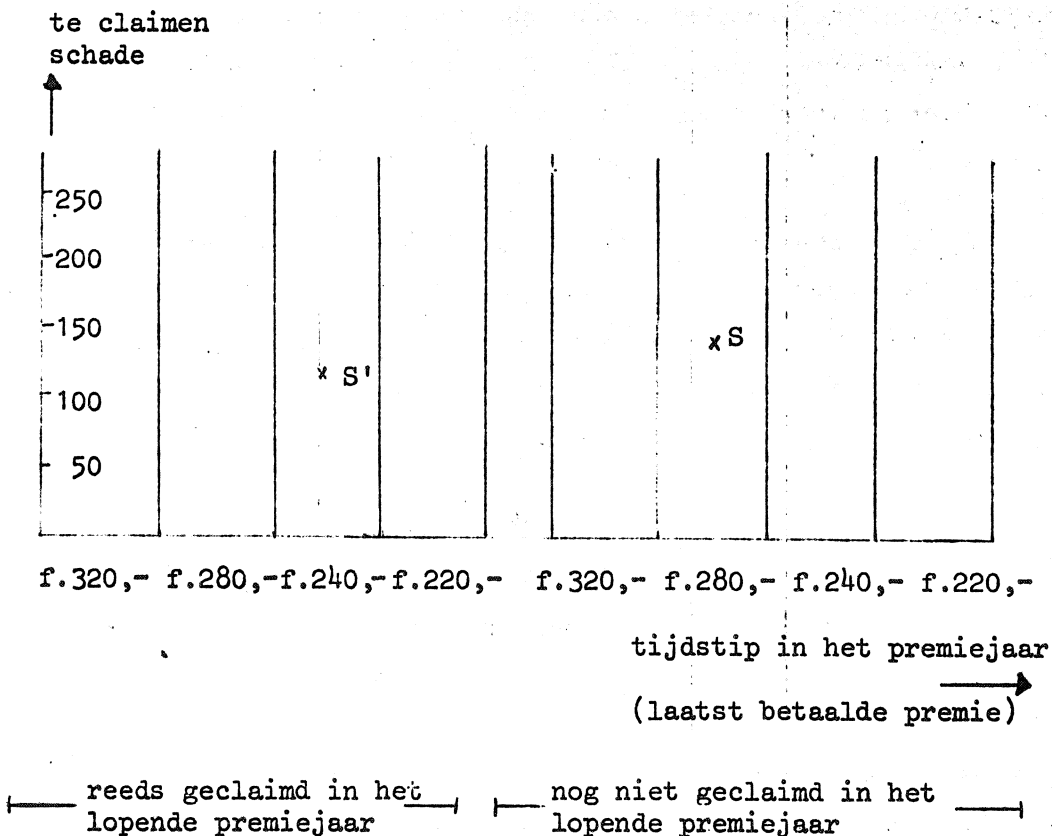 te claimen
schade
250
200
150
x S
x S'
100
50
f.320,- f.280,- f.240,- f.220,- f.320,- f.280,- f.240,- f.220,-
tijdstip in het premiejaar
(laatst betaalde premie)
reeds geclaimd in het
lopende premiejaar
nog niet geclaimd in het
lopende premiejaar